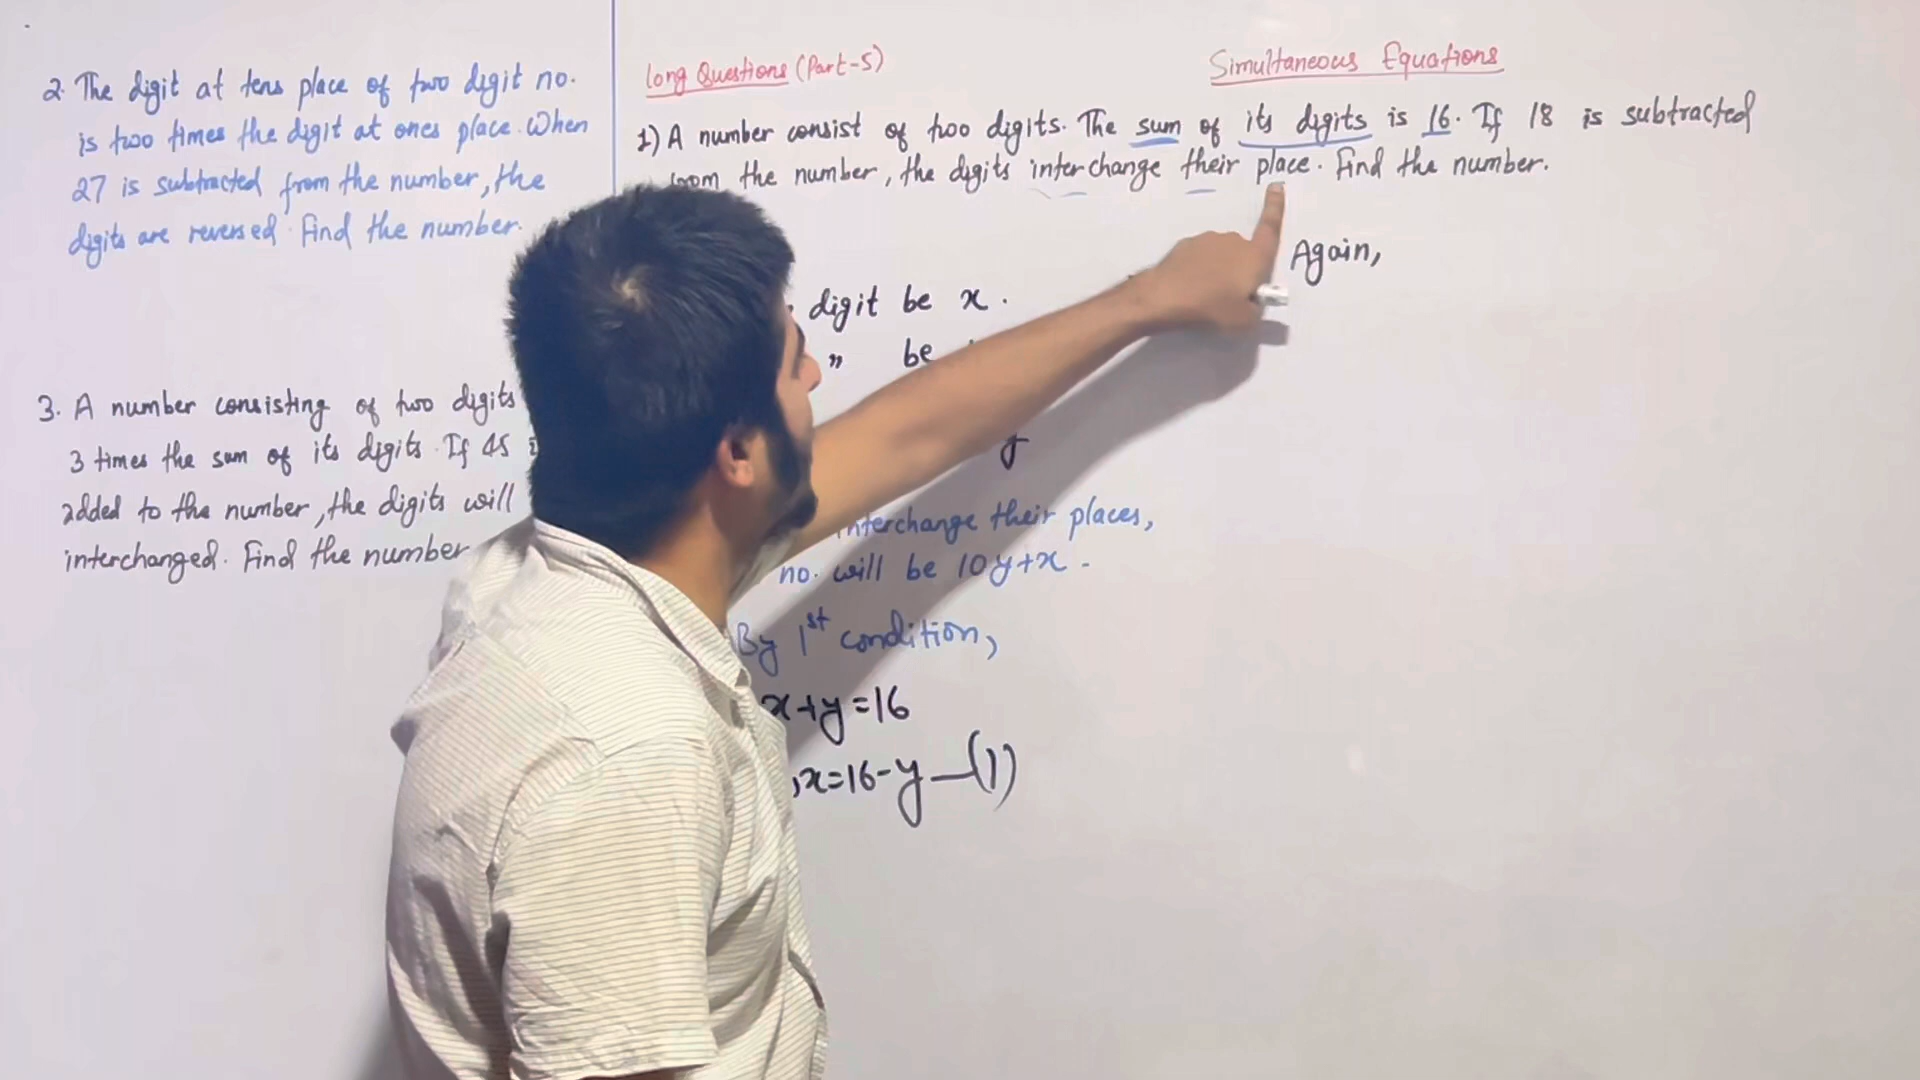 2. The digit at tens place of two digit no.
is two times the digit at ones place. When
27 is subtracted from the number, the
digits are reversed. Find the number.
3. A number consisting of two digits
3 times the sum of its digits. If 45
added to the number, the digits will
interchanged. Find the number
Long Questions (Part-5)
Simultaneous Equations
1) A number consist of two digits. The sum of its digits is 16. If 18 is subtracted
from the number, the digits interchange their place. Find the number.
digit be x.
" be
y
interchange their places,
no. will be 10y+x.
By 1st condition,
x+y=16
,x=16-y—(1)
Again,